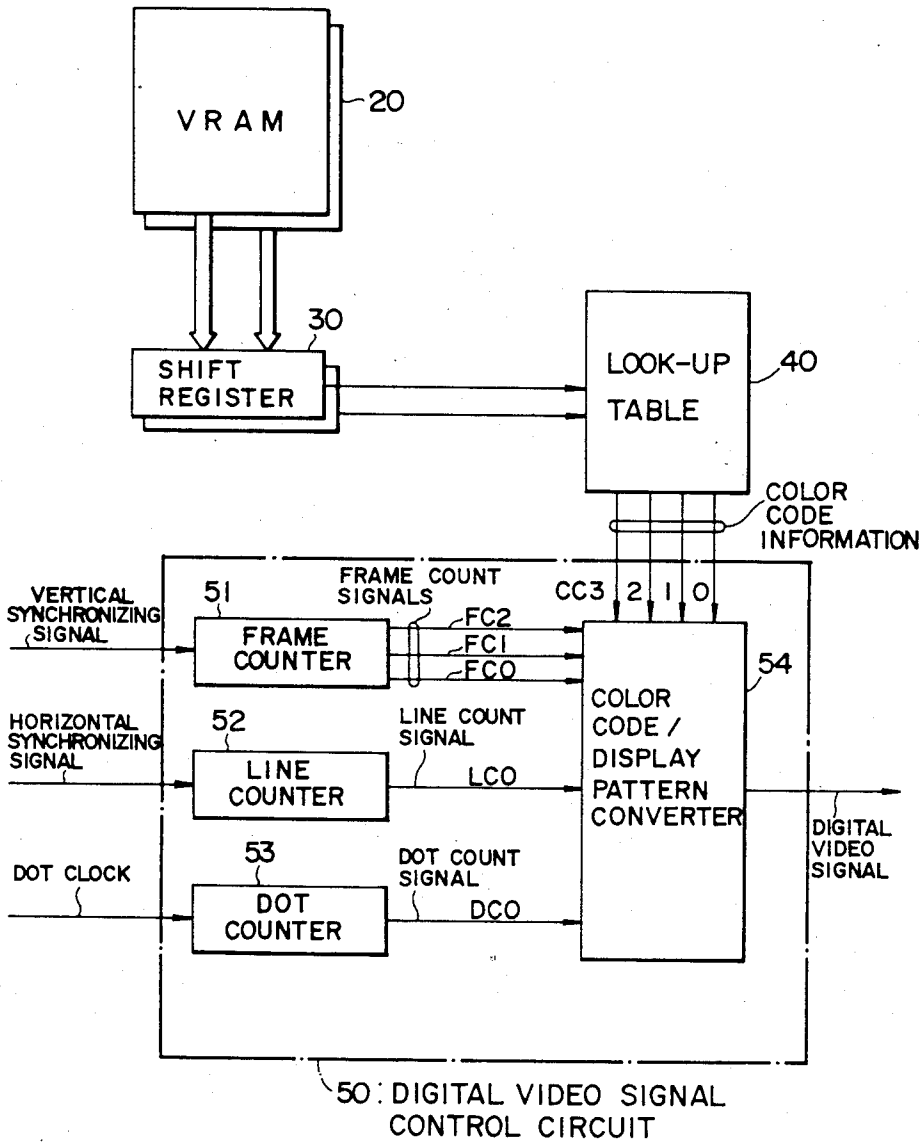 VRAM
20
30
SHIFT
REGISTER
LOOK-UP
TABLE
40
COLOR
CODE
INFORMATION
VERTICAL
SYNCHRONIZING
SIGNAL
51
FRAME
COUNTER
FRAME COUNT
SIGNALS
FC2
FC1
FC0
CC3 2 1 0
54
COLOR
CODE /
DISPLAY
PATTERN
CONVERTER
HORIZONTAL
SYNCHRONIZING
SIGNAL
52
LINE
COUNTER
LINE COUNT
SIGNAL
LC0
DIGITAL
VIDEO
SIGNAL
DOT CLOCK
53
DOT
COUNTER
DOT COUNT
SIGNAL
DC0
50: DIGITAL VIDEO SIGNAL
CONTROL CIRCUIT